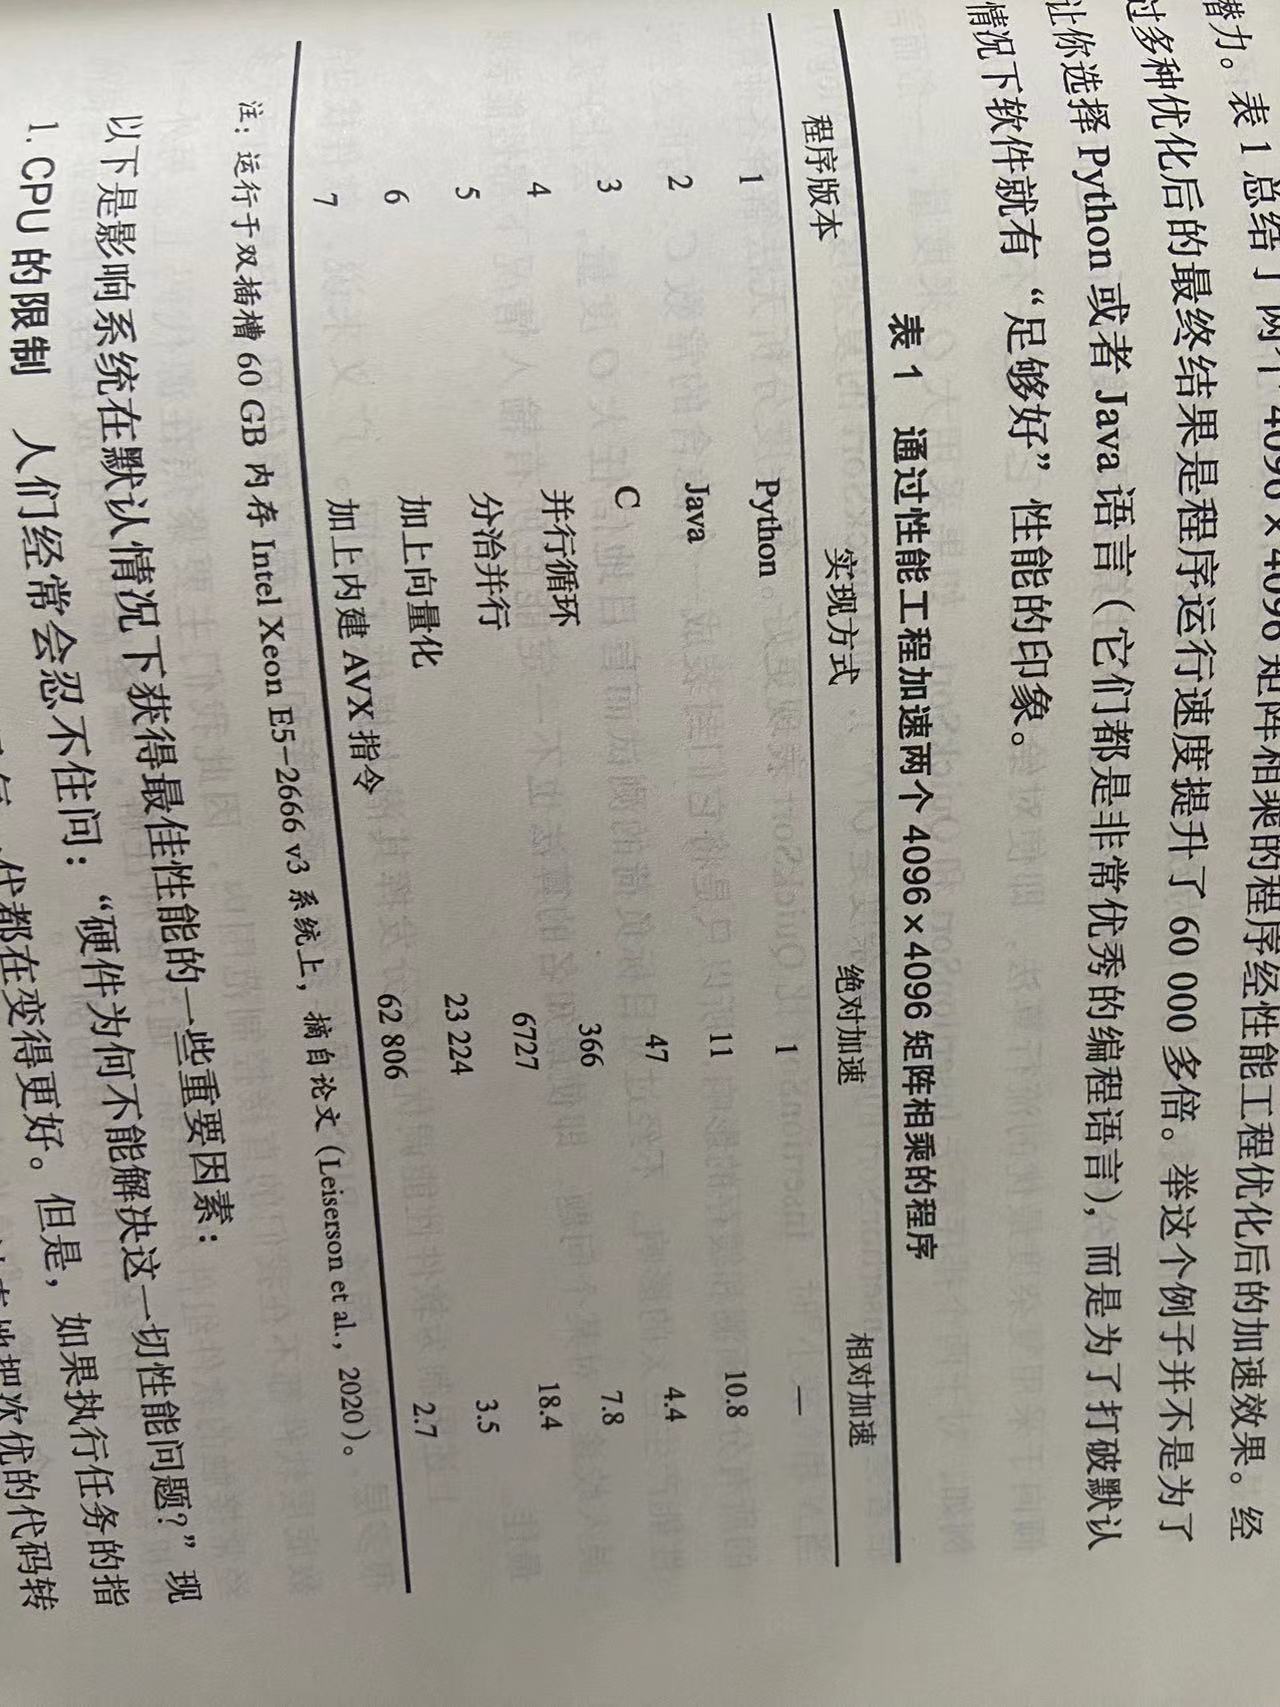 潜力。表 1 总结了两个 4096 x 4096 矩阵相乘的程序经性能工程优化后的加速效果。经
过多种优化后的最终结果是程序运行速度提升了 60 000 多倍。举这个例子并不是为了
让你选择 Python 或者 Java 语言(它们都是非常优秀的编程语言),而是为了打破默认
情况下软件就有“足够好”性能的印象。
表 1 通过性能工程加速两个 4096×4096 矩阵相乘的程序
程序版本 实现方式 绝对加速 相对加速
1 Python 1 —
2 Java 11 10.8
3 C 47 4.4
4 并行循环 366 7.8
5 分治并行 6727 18.4
6 加上向量化 23 224 3.5
7 加上内建 AVX 指令 62 806 2.7
注:运行于双插槽 60 GB 内存 Intel Xeon E5-2666 v3 系统上,摘自论文(Leiserson et al., 2020)。
以下是影响系统在默认情况下获得最佳性能的一些重要因素:
1. CPU 的限制 人们经常会忍不住问:“硬件为何不能解决这一切性能问题?”现
代都在变得更好。但是,如果执行任务的指
把次优的代码转